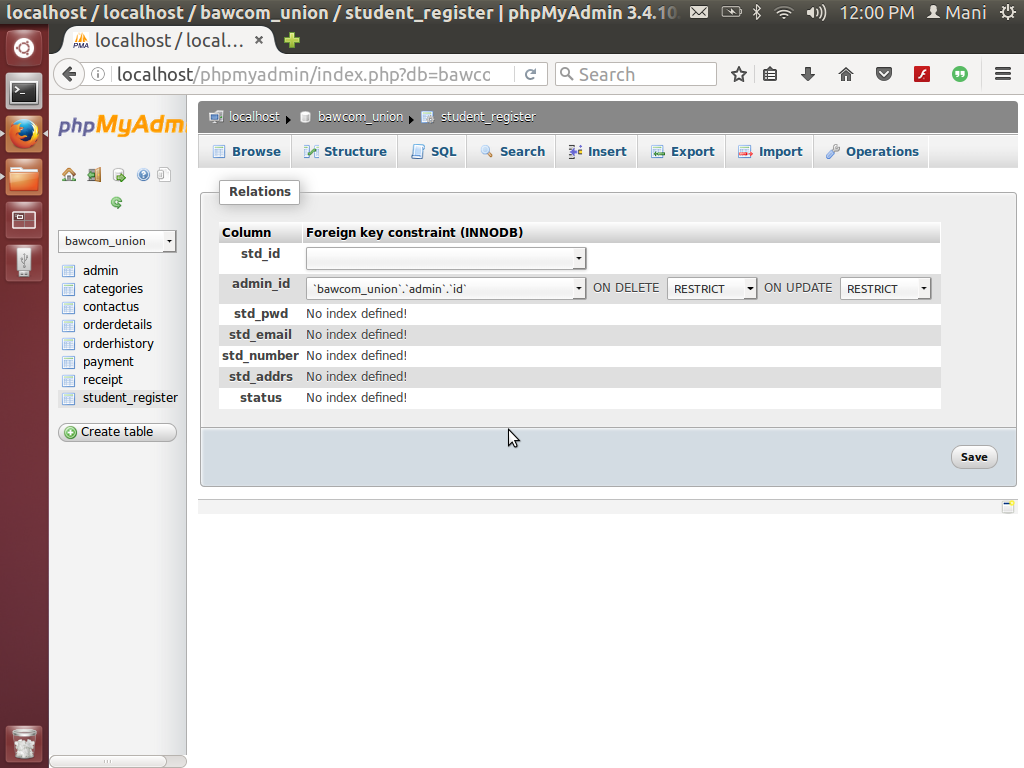 localhost / localhost / bawcom_union / student_register | phpMyAdmin 3.4.10 12:00 PM Mani
PMA localhost / local... ×
localhost/phpmyadmin/index.php?db=bawco Search
phpMyAdm
localhost ▸ bawcom_union ▸ student_register
Browse Structure SQL Search Insert Export Import Operations
bawcom_union
admin
categories
contactus
orderdetails
orderhistory
payment
receipt
student_register
Create table
Relations
Column Foreign key constraint (INNODB)
std_id
admin_id `bawcom_union`.`admin`.`id` ON DELETE RESTRICT ON UPDATE RESTRICT
std_pwd No index defined!
std_email No index defined!
std_number No index defined!
std_addrs No index defined!
status No index defined!
Save